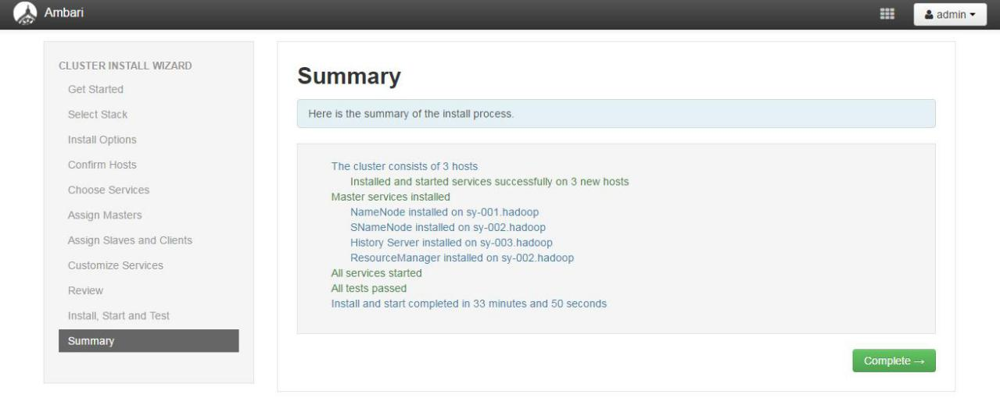 Ambari
admin
CLUSTER INSTALL WIZARD
Get Started
Select Stack
Install Options
Confirm Hosts
Choose Services
Assign Masters
Assign Slaves and Clients
Customize Services
Review
Install, Start and Test
Summary
Summary
Here is the summary of the install process.
The cluster consists of 3 hosts
Installed and started services successfully on 3 new hosts
Master services installed
NameNode installed on sy-001.hadoop
SNameNode installed on sy-002.hadoop
History Server installed on sy-003.hadoop
ResourceManager installed on sy-002.hadoop
All services started
All tests passed
Install and start completed in 33 minutes and 50 seconds
Complete →